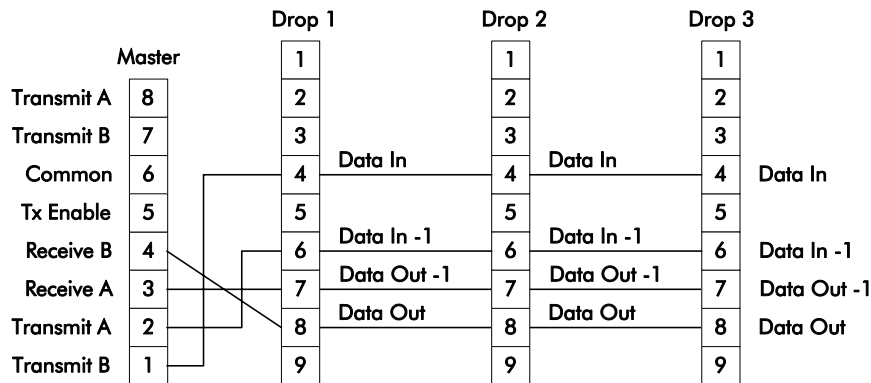 Drop 1 Drop 2 Drop 3
Master 1 1 1
Transmit A 8 2 2 2
Transmit B 7 3 3 3
Common 6 4 Data In 4 Data In 4 Data In
Tx Enable 5 5 5 5
Receive B 4 6 Data In -1 6 Data In -1 6 Data In -1
Receive A 3 7 Data Out -1 7 Data Out -1 7 Data Out -1
Transmit A 2 8 Data Out 8 Data Out 8 Data Out
Transmit B 1 9 9 9